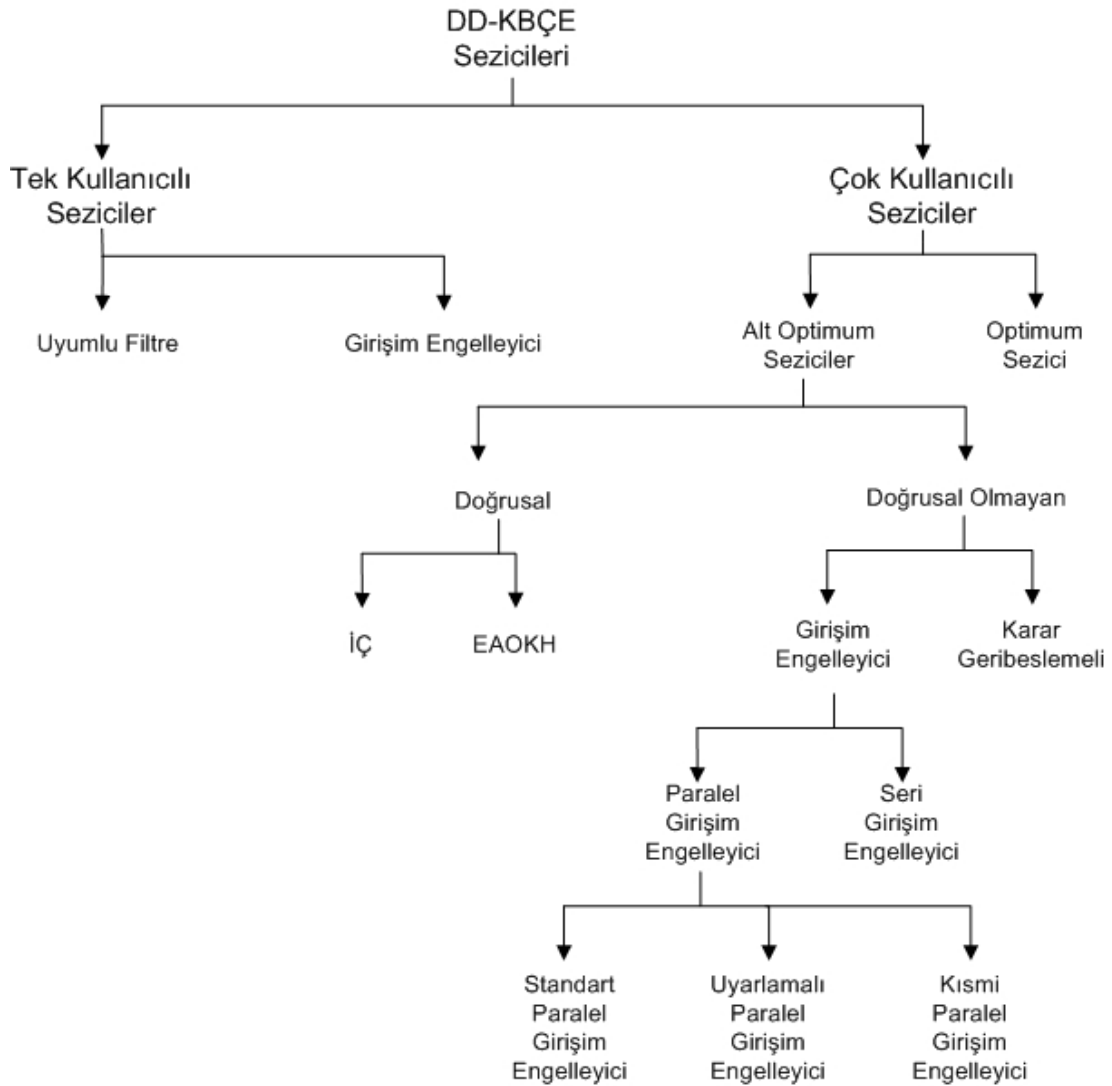 DD-KBÇE
Sezicileri
Tek Kullanıcılı
Seziciler
Çok Kullanıcılı
Seziciler
Uyumlu Filtre
Girişim Engelleyici
Alt Optimum
Seziciler
Optimum
Sezici
Doğrusal
Doğrusal Olmayan
İÇ
EAOKH
Girişim
Engelleyici
Karar
Geribeslemeli
Paralel
Girişim
Engelleyici
Seri
Girişim
Engelleyici
Standart
Paralel
Girişim
Engelleyici
Uyarlamalı
Paralel
Girişim
Engelleyici
Kısmi
Paralel
Girişim
Engelleyici